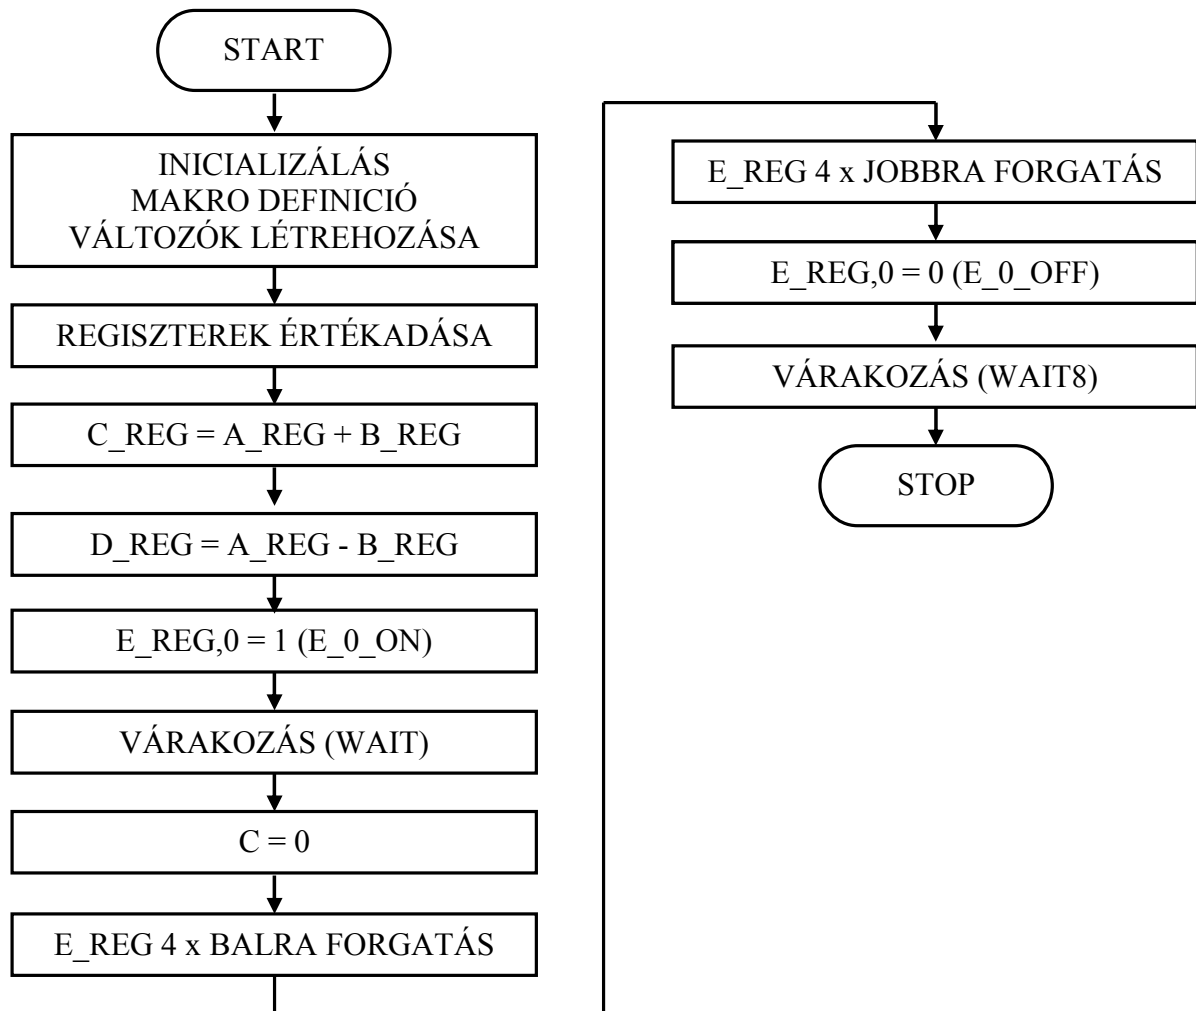 START
INICIALIZÁLÁS
MAKRO DEFINICIÓ
VÁLTOZÓK LÉTREHOZÁSA
REGISZTEREK ÉRTÉKADÁSA
C_REG = A_REG + B_REG
D_REG = A_REG - B_REG
E_REG,0 = 1 (E_0_ON)
VÁRAKOZÁS (WAIT)
C = 0
E_REG 4 x BALRA FORGATÁS
E_REG 4 x JOBBRA FORGATÁS
E_REG,0 = 0 (E_0_OFF)
VÁRAKOZÁS (WAIT8)
STOP